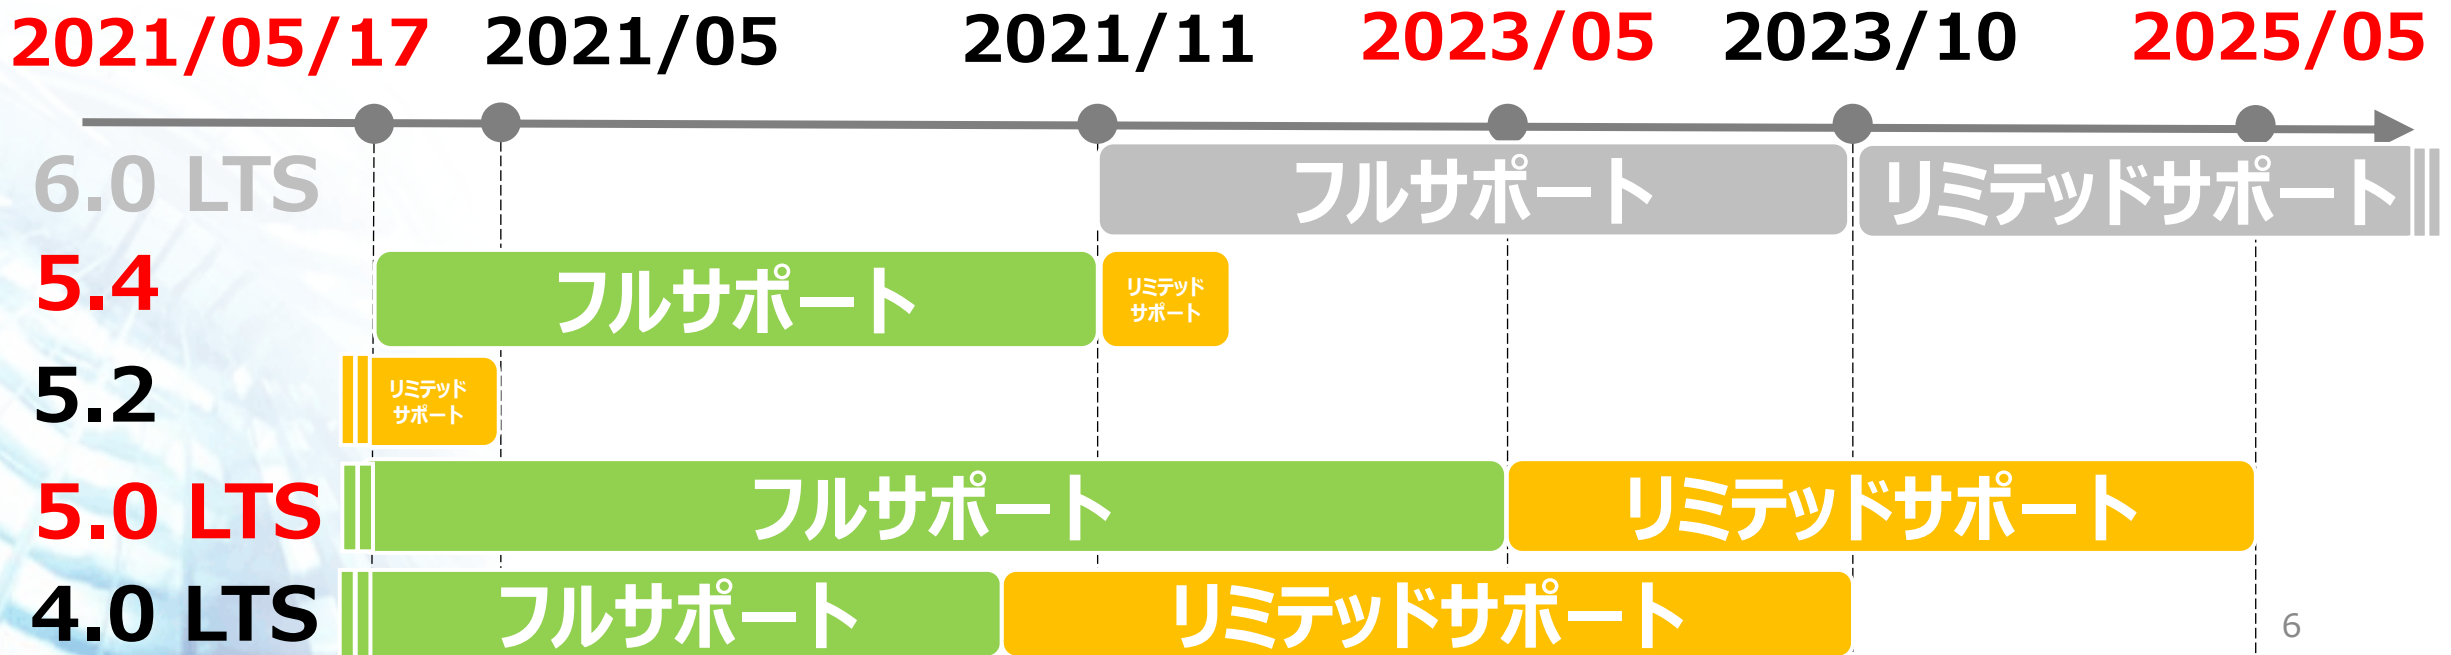 2021/05/17 2021/05 2021/11 2023/05 2023/10 2025/05
6.0 LTS フルサポート リミテッドサポート
5.4 フルサポート リミテッド
サポート
5.2 リミテッド
サポート
5.0 LTS フルサポート リミテッドサポート
4.0 LTS フルサポート リミテッドサポート
6